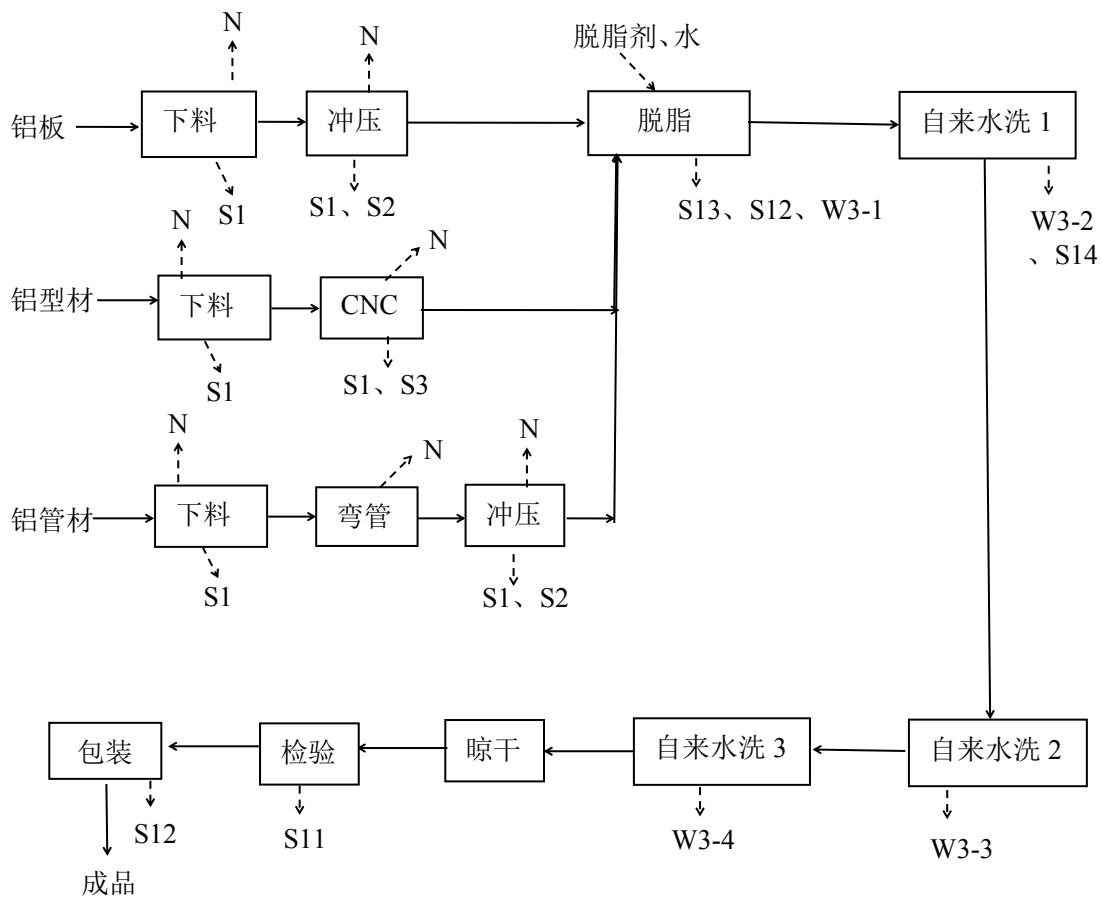 N
N
脱脂剂、水
铝板
下料
冲压
脱脂
自来水洗 1
S1
S1、S2
S13、S12、W3-1
W3-2
、S14
N
N
铝型材
下料
CNC
S1
S1、S3
N
N
N
铝管材
下料
弯管
冲压
S1
S1、S2
包装
检验
晾干
自来水洗 3
自来水洗 2
S12
S11
W3-4
W3-3
成品